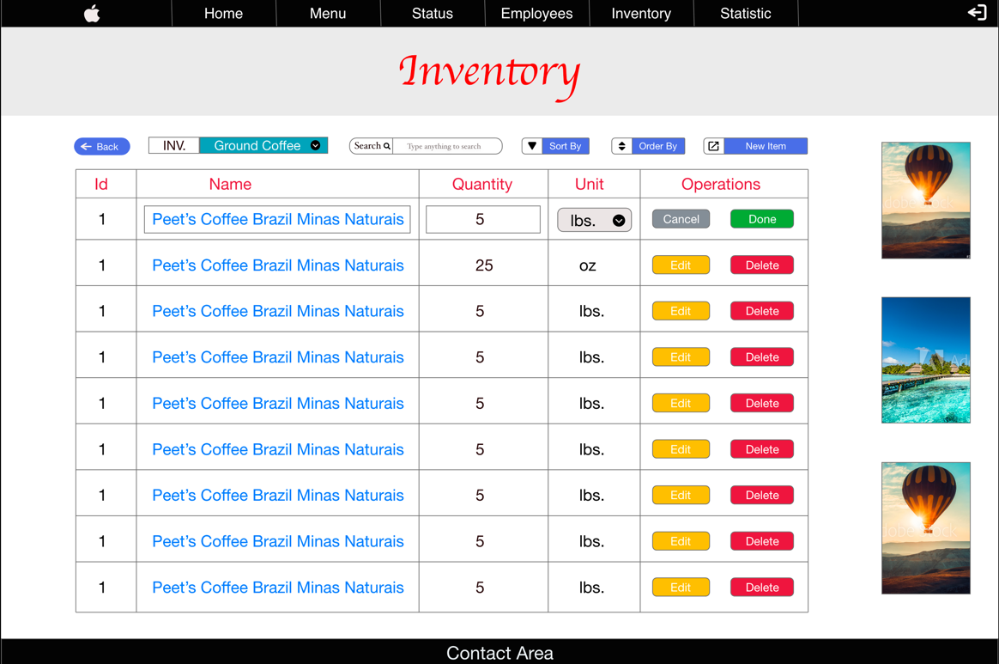 Home Menu Status Employees Inventory Statistic
Inventory
Back INV. Ground Coffee Search Type anything to search Sort By Order By New Item
Id Name Quantity Unit Operations
1 Peet’s Coffee Brazil Minas Naturais 5 lbs. Cancel Done
1 Peet’s Coffee Brazil Minas Naturais 25 oz Edit Delete
1 Peet’s Coffee Brazil Minas Naturais 5 lbs. Edit Delete
1 Peet’s Coffee Brazil Minas Naturais 5 lbs. Edit Delete
1 Peet’s Coffee Brazil Minas Naturais 5 lbs. Edit Delete
1 Peet’s Coffee Brazil Minas Naturais 5 lbs. Edit Delete
1 Peet’s Coffee Brazil Minas Naturais 5 lbs. Edit Delete
1 Peet’s Coffee Brazil Minas Naturais 5 lbs. Edit Delete
1 Peet’s Coffee Brazil Minas Naturais 5 lbs. Edit Delete
Contact Area